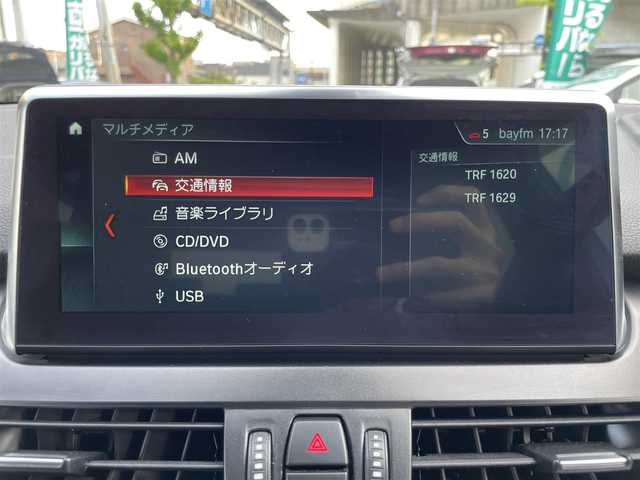 マルチメディア
5 bayfm 17:17
AM
交通情報
音楽ライブラリ
CD/DVD
Bluetoothオーディオ
USB
交通情報
TRF 1620
TRF 1629